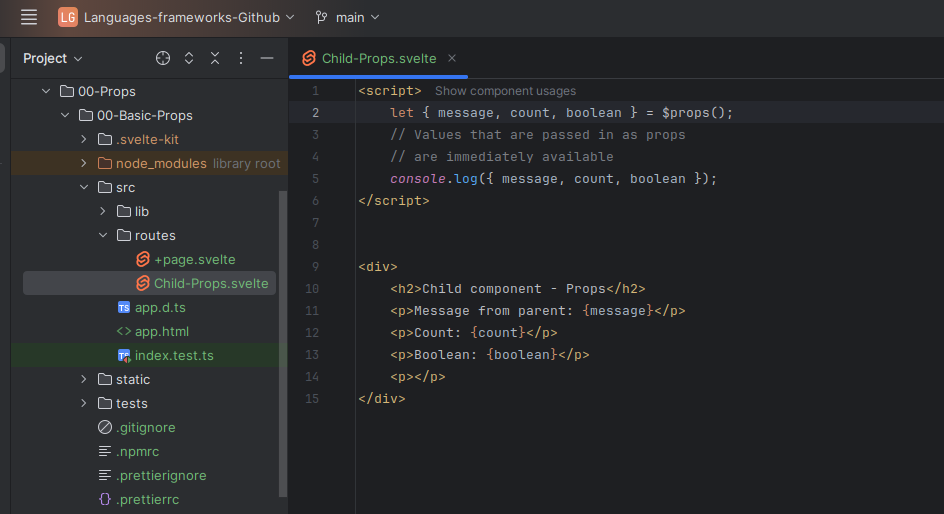 LG Languages-frameworks-Github main
Project
Child-Props.svelte
00-Props
00-Basic-Props
.svelte-kit
node_modules library root
src
lib
routes
+page.svelte
Child-Props.svelte
TS app.d.ts
<> app.html
index.test.ts
static
tests
.gitignore
.npmrc
.prettierignore
{} .prettierrc
1 <script> Show component usages
2 let { message, count, boolean } = $props();
3 // Values that are passed in as props
4 // are immediately available
5 console.log({ message, count, boolean });
6 </script>
7
8
9 <div>
10 <h2>Child component - Props</h2>
11 <p>Message from parent: {message}</p>
12 <p>Count: {count}</p>
13 <p>Boolean: {boolean}</p>
14 <p></p>
15 </div>